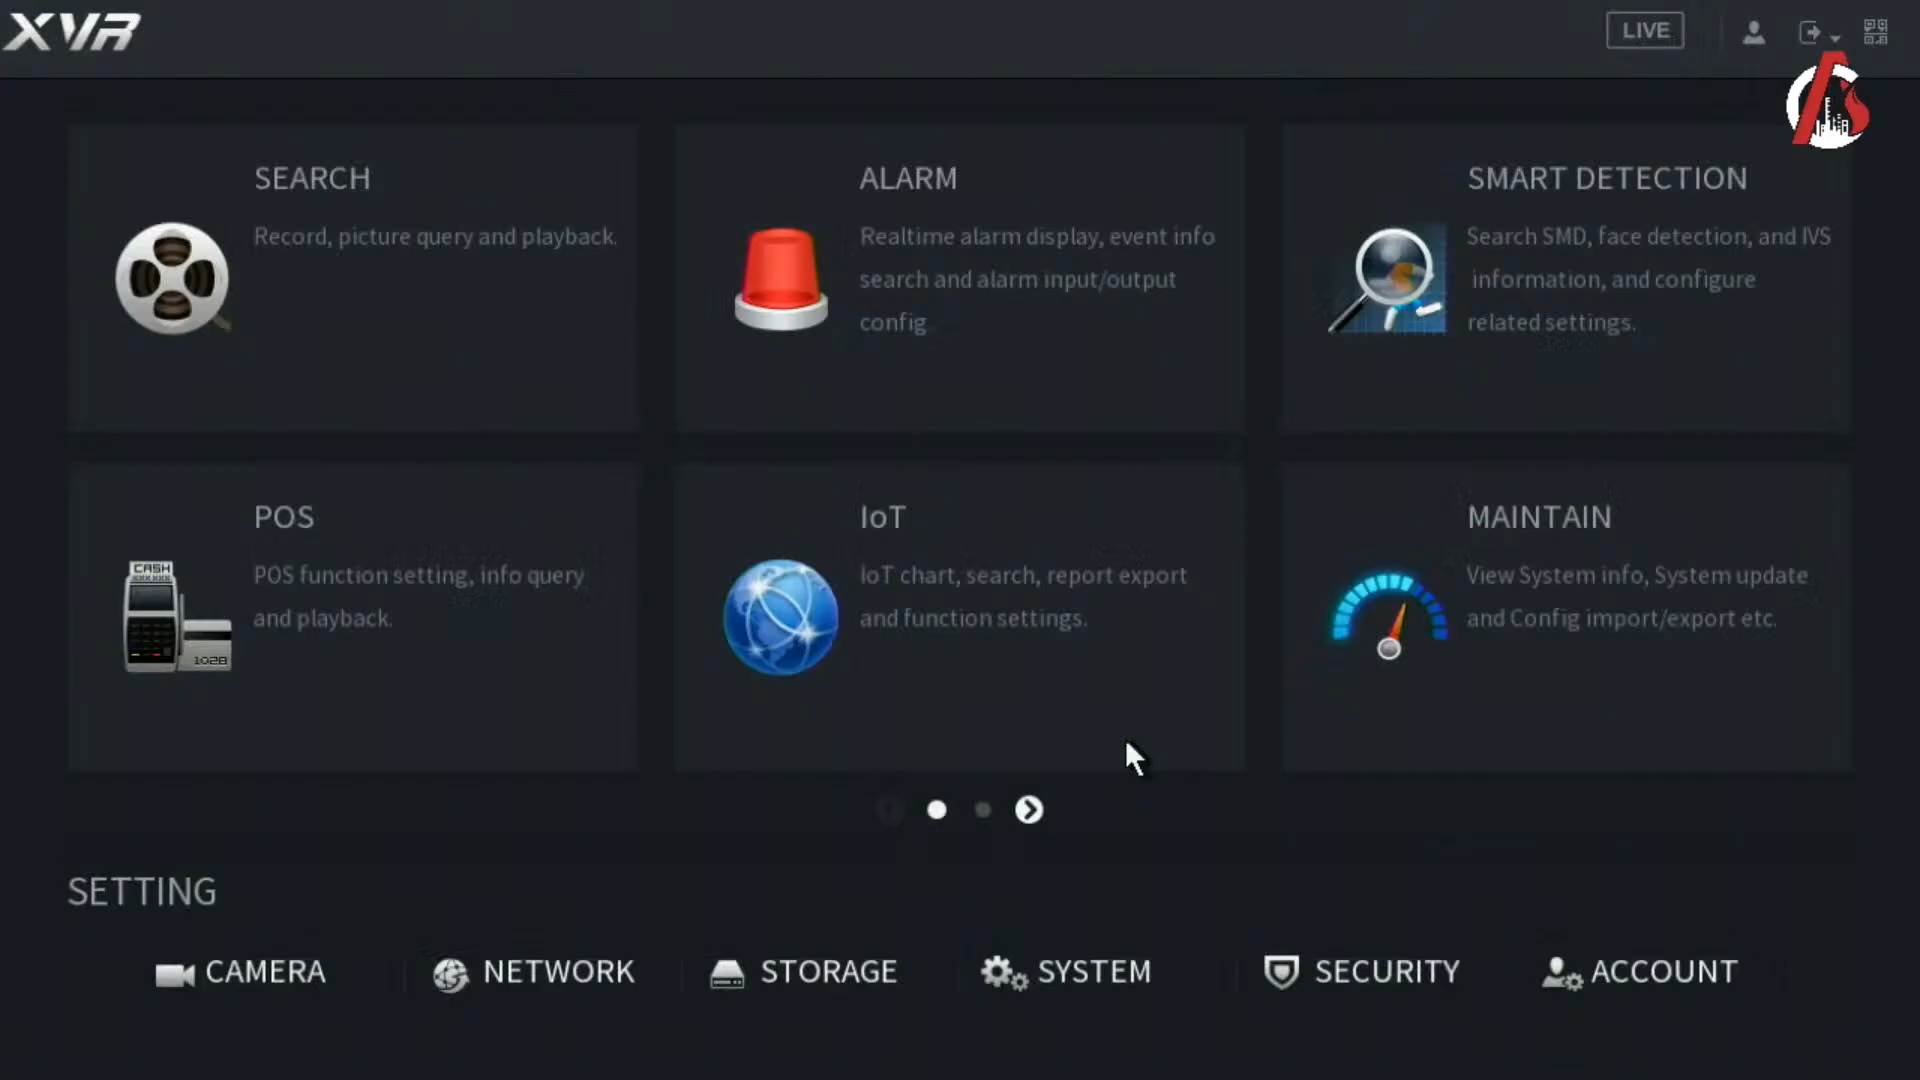 XVR
LIVE
SEARCH
Record, picture query and playback.
ALARM
Realtime alarm display, event info
search and alarm input/output
config
SMART DETECTION
Search SMD, face detection, and IVS
information, and configure
related settings.
POS
CASH
1028
POS function setting, info query
and playback.
IoT
IoT chart, search, report export
and function settings.
MAINTAIN
View System info, System update
and Config import/export etc.
SETTING
CAMERA
NETWORK
STORAGE
SYSTEM
SECURITY
ACCOUNT